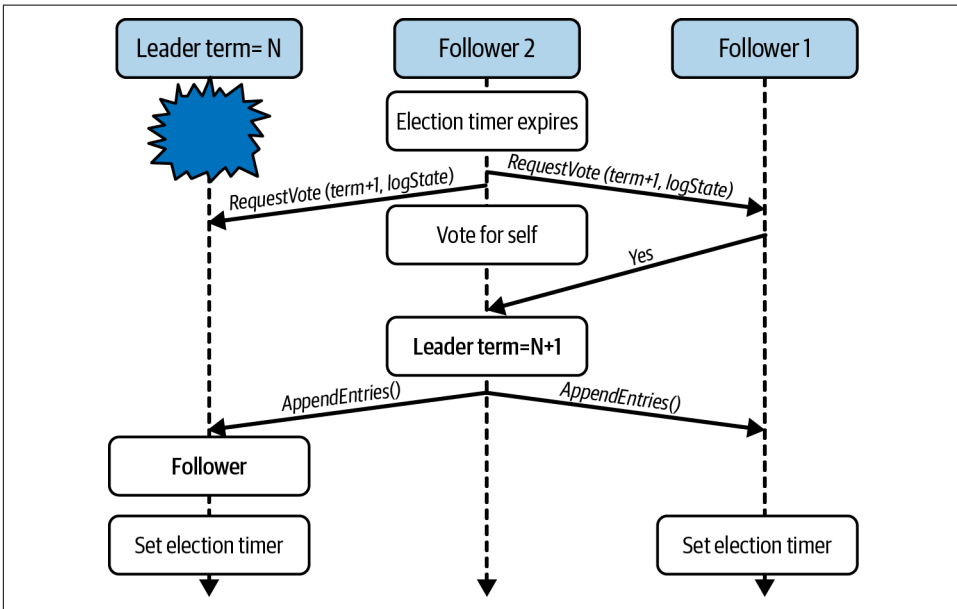 Leader term= N
Follower 2
Follower 1
Election timer expires
RequestVote (term+1, logState)
RequestVote (term+1, logState)
Vote for self
Yes
Leader term=N+1
AppendEntries()
AppendEntries()
Follower
Set election timer
Set election timer